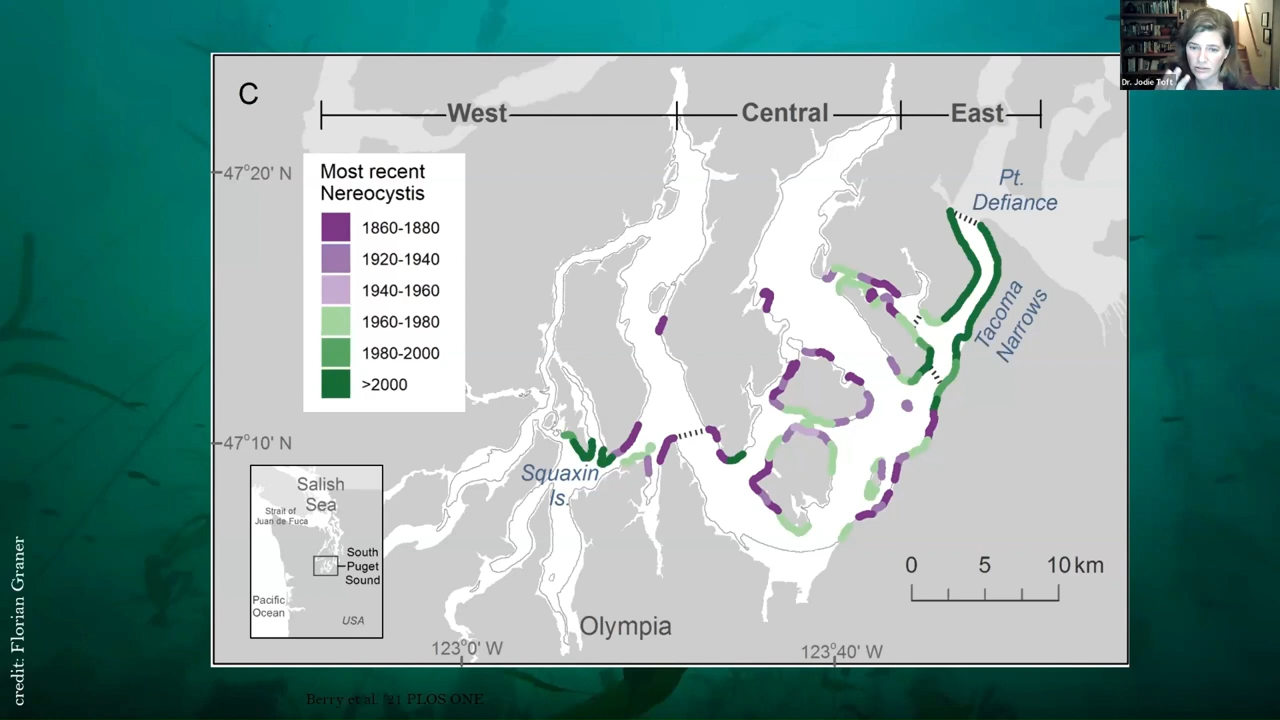 Dr. Jodie Toft
C
West
Central
East
47°20' N
Most recent
Nereocystis
1860-1880
1920-1940
1940-1960
1960-1980
1980-2000
>2000
Pt.
Defiance
Tacoma
Narrows
47°10' N
Squaxin
Is.
Salish
Sea
Strait of
Juan de Fuca
South
Puget
Sound
Pacific
Ocean
USA
0 5 10 km
Olympia
123°0' W
123°40' W
credit: Florian Graner
Berry et al. '21 PLOS ONE